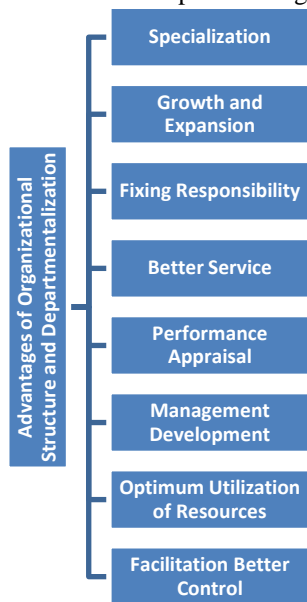 Specialization
Growth and
Expansion
Fixing Responsibility
Better Service
Performance
Appraisal
Management
Development
Optimum Utilization
of Resources
Facilitation Better
Control
Advantages of Organizational
Structure and Departmentalization